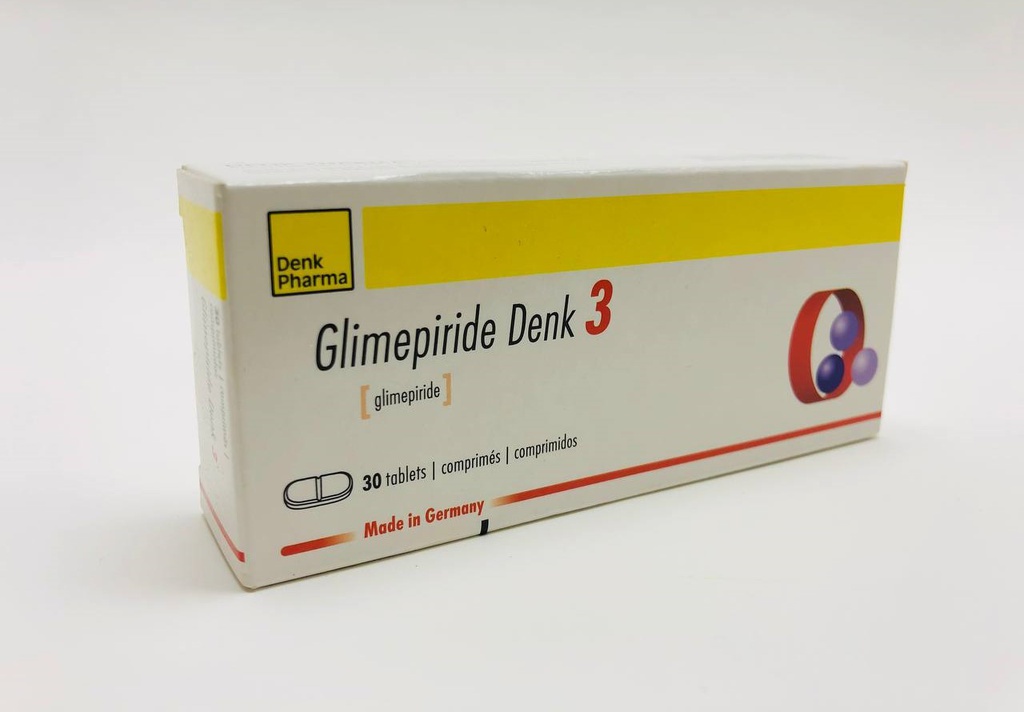 Denk
Pharma
Glimepiride Denk 3
[ glimepiride ]
30 tablets | comprimés | comprimidos
Made in Germany